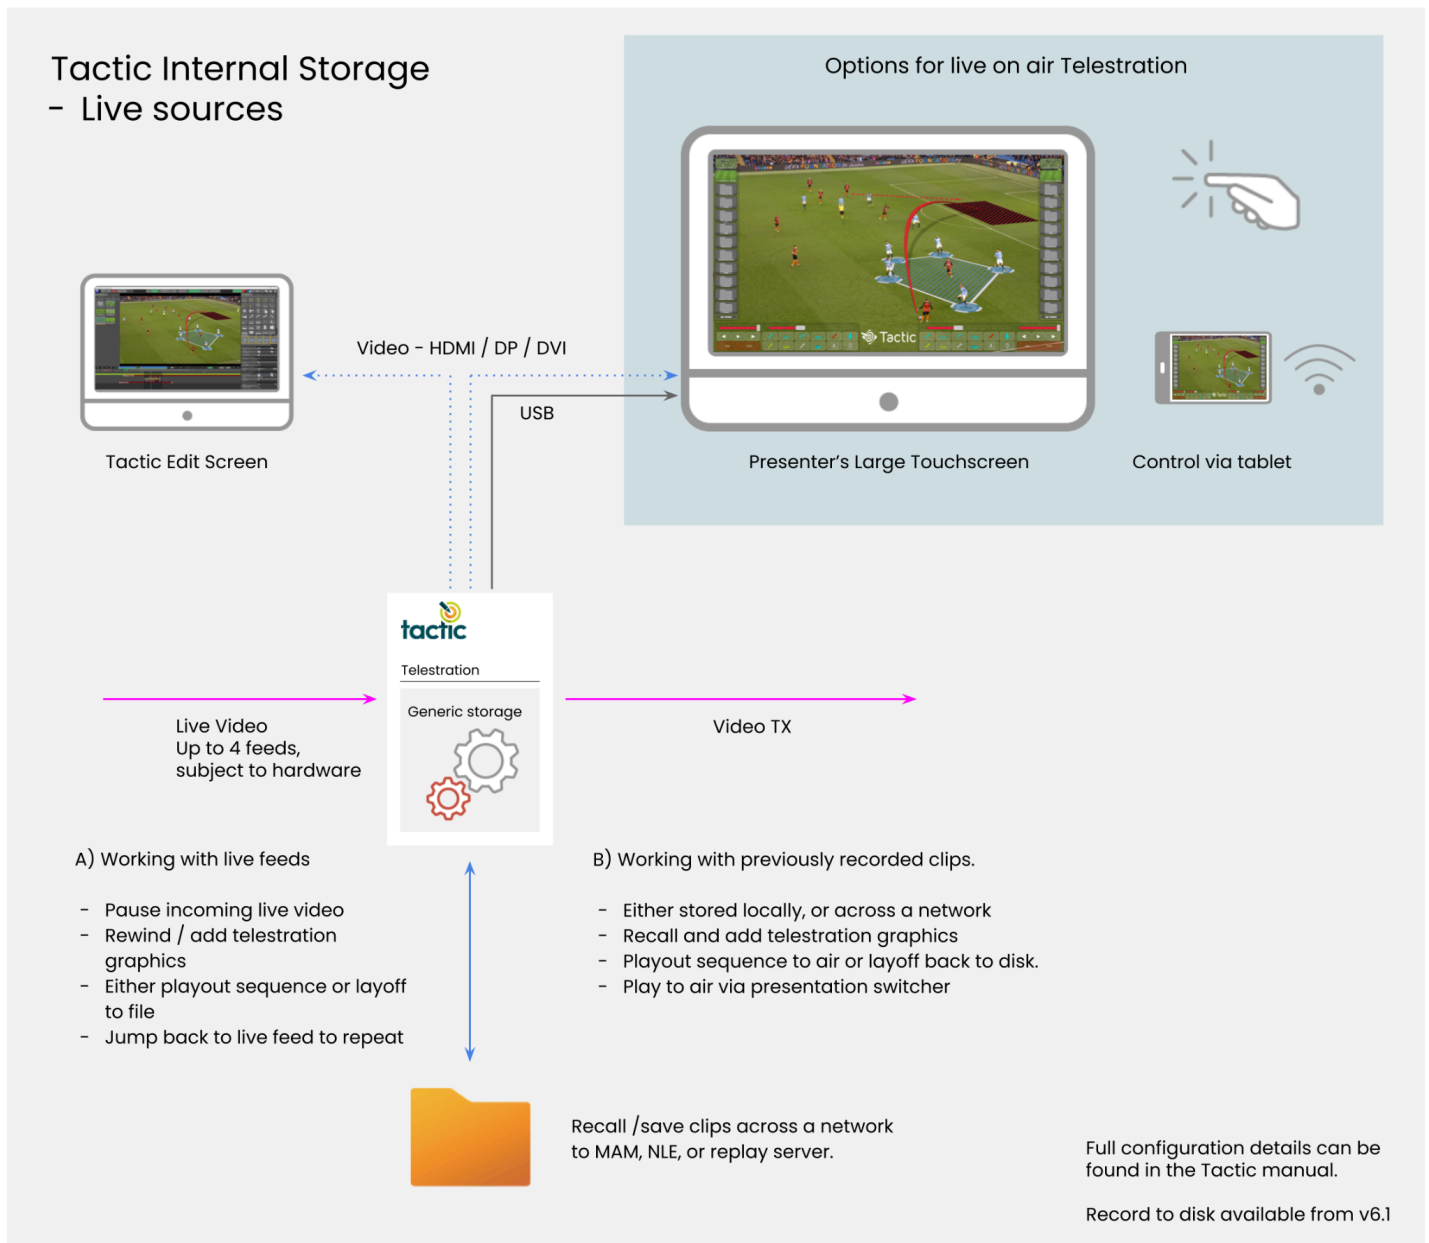 Tactic Internal Storage
- Live sources
Options for live on air Telestration
Tactic
Video - HDMI / DP / DVI
USB
Tactic Edit Screen
Presenter's Large Touchscreen
Control via tablet
tactic
Telestration
Generic storage
Live Video
Up to 4 feeds,
subject to hardware
Video TX
A) Working with live feeds
- Pause incoming live video
- Rewind / add telestration
graphics
- Either playout sequence or layoff
to file
- Jump back to live feed to repeat
B) Working with previously recorded clips.
- Either stored locally, or across a network
- Recall and add telestration graphics
- Playout sequence to air or layoff back to disk.
- Play to air via presentation switcher
Recall /save clips across a network
to MAM, NLE, or replay server.
Full configuration details can be
found in the Tactic manual.
Record to disk available from v6.1